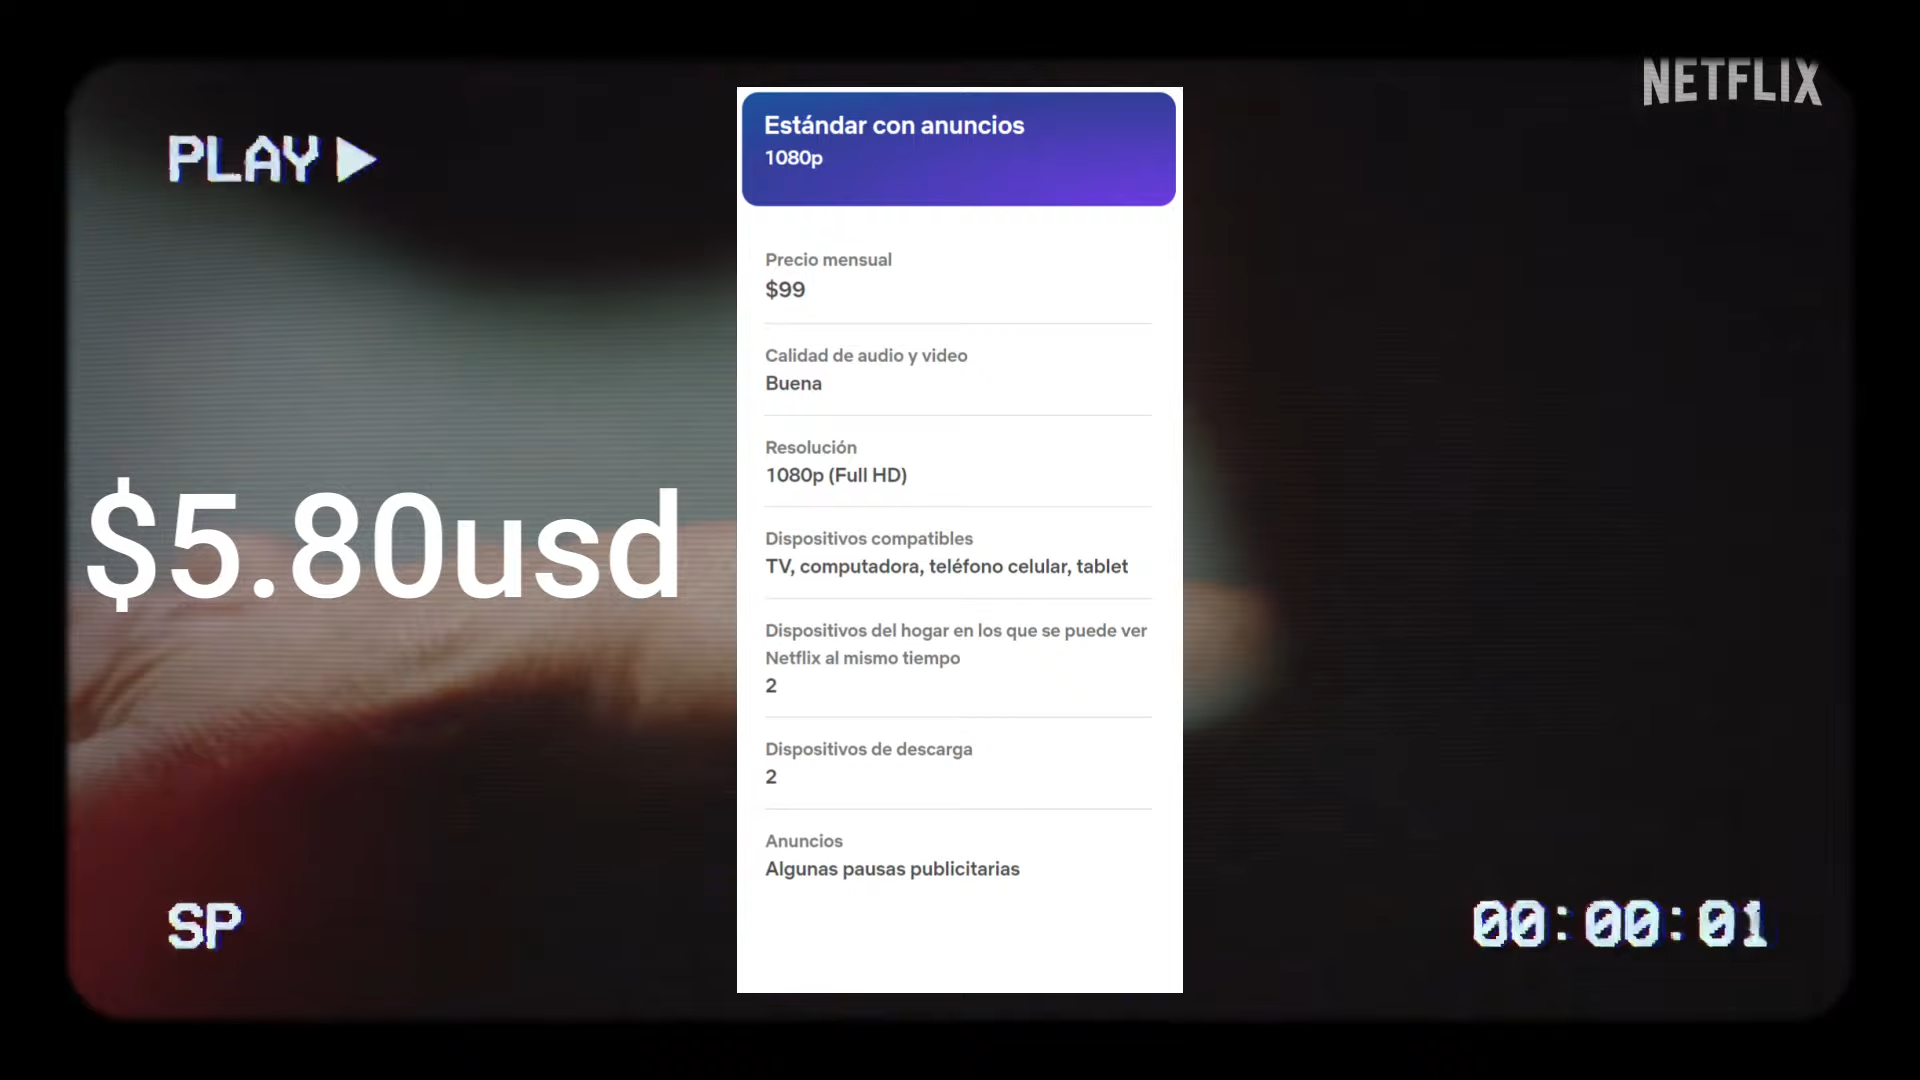 NETFLIX
PLAY
Estándar con anuncios
1080p
Precio mensual
$99
Calidad de audio y video
Buena
Resolución
1080p (Full HD)
$5.80usd
Dispositivos compatibles
TV, computadora, teléfono celular, tablet
Dispositivos del hogar en los que se puede ver
Netflix al mismo tiempo
2
Dispositivos de descarga
2
Anuncios
Algunas pausas publicitarias
SP
00:00:01